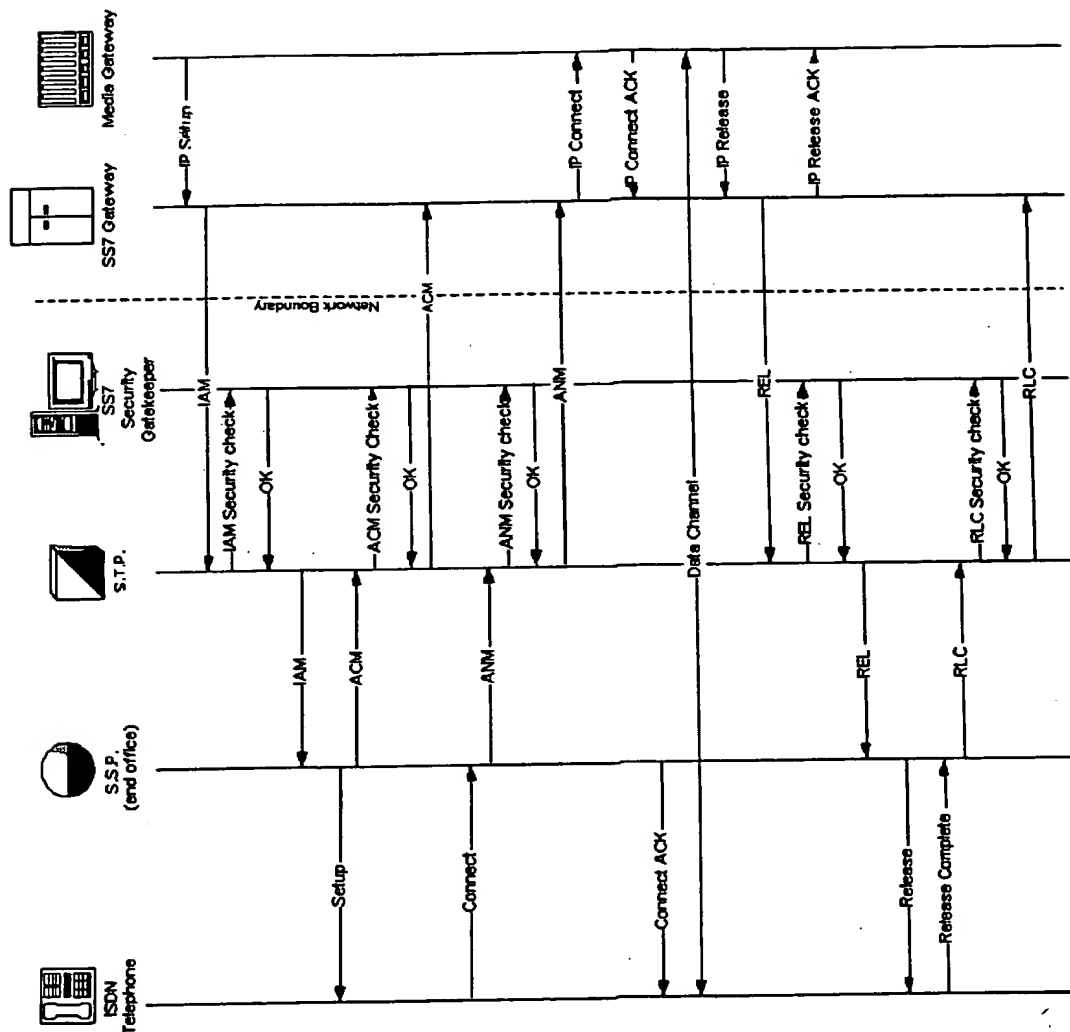 ISDN
Telephone
S.S.P.
(end office)
S.T.P.
SS7
Security
Gatekeeper
SS7 Gateway
Media Gateway
Network Boundary
IP Setup
IAM
IAM Security check
OK
IAM
Setup
ACM
ACM Security Check
OK
ACM
Connect
ANM
ANM Security check
OK
ANM
IP Connect
IP Connect ACK
Connect ACK
Data Channel
IP Release
REL
REL Security check
IP Release ACK
OK
REL
Release
Release Complete
RLC
RLC Security check
OK
RLC